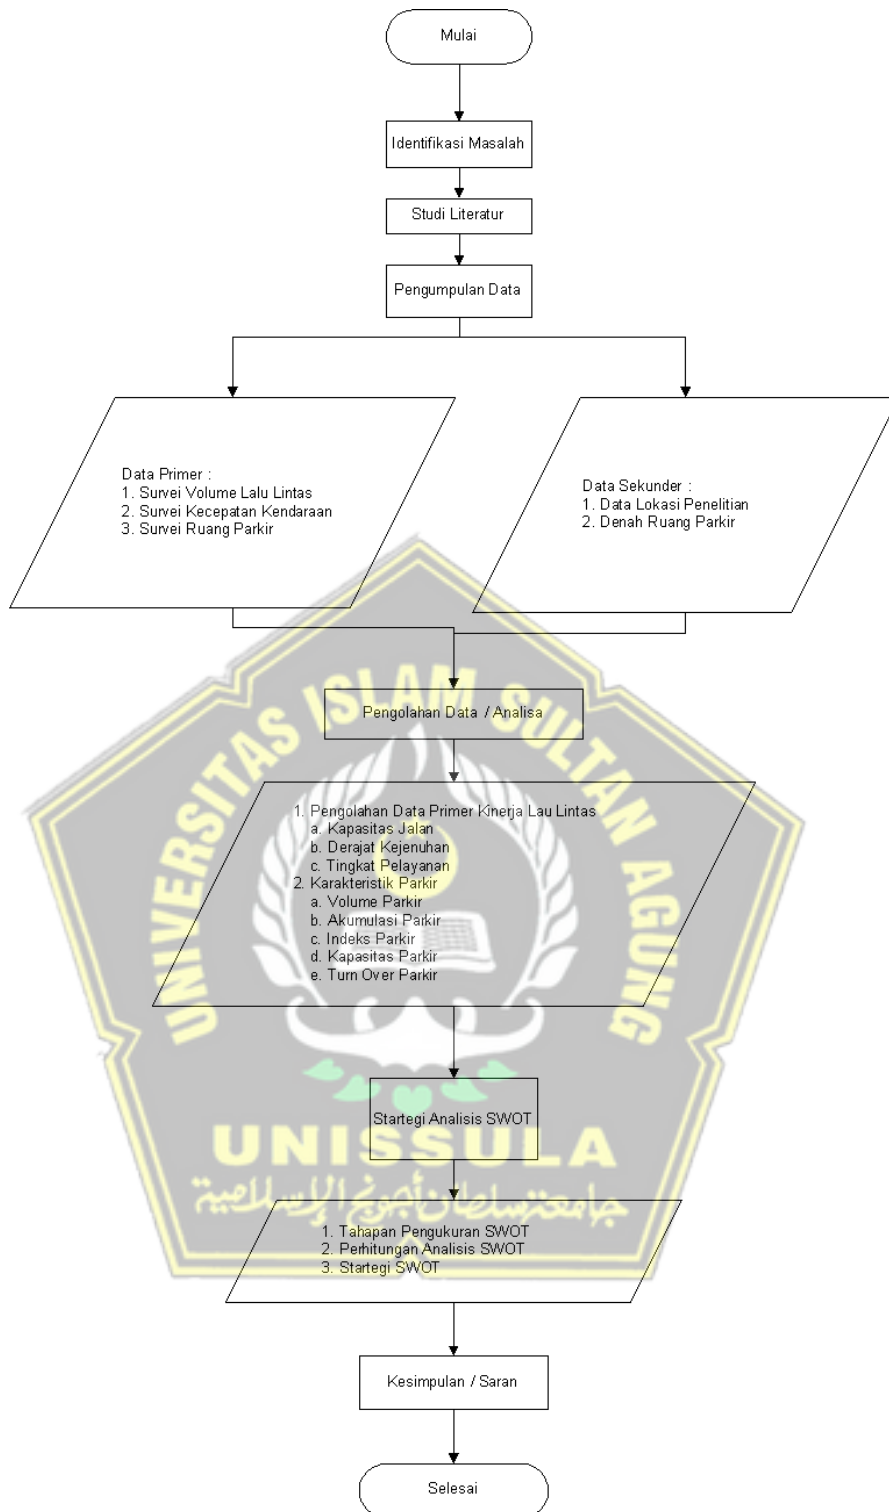 Mulai
Identifikasi Masalah
Studi Literatur
Pengumpulan Data
Data Primer :
1. Survei Volume Lalu Lintas
2. Survei Kecepatan Kendaraan
3. Survei Ruang Parkir
Data Sekunder :
1. Data Lokasi Penelitian
2. Denah Ruang Parkir
UNIVERSITAS ISLAM SULTAN AGUNG
Pengolahan Data / Analisa
1. Pengolahan Data Primer Kinerja Lau Lintas
a. Kapasitas Jalan
b. Derajat Kejenuhan
c. Tingkat Pelayanan
2. Karakteristik Parkir
a. Volume Parkir
b. Akumulasi Parkir
c. Indeks Parkir
d. Kapasitas Parkir
e. Turn Over Parkir
Startegi Analisis SWOT
UNISSULA
جامعة سلطان أجونج الإسلامية
1. Tahapan Pengukuran SWOT
2. Perhitungan Analisis SWOT
3. Startegi SWOT
Kesimpulan / Saran
Selesai